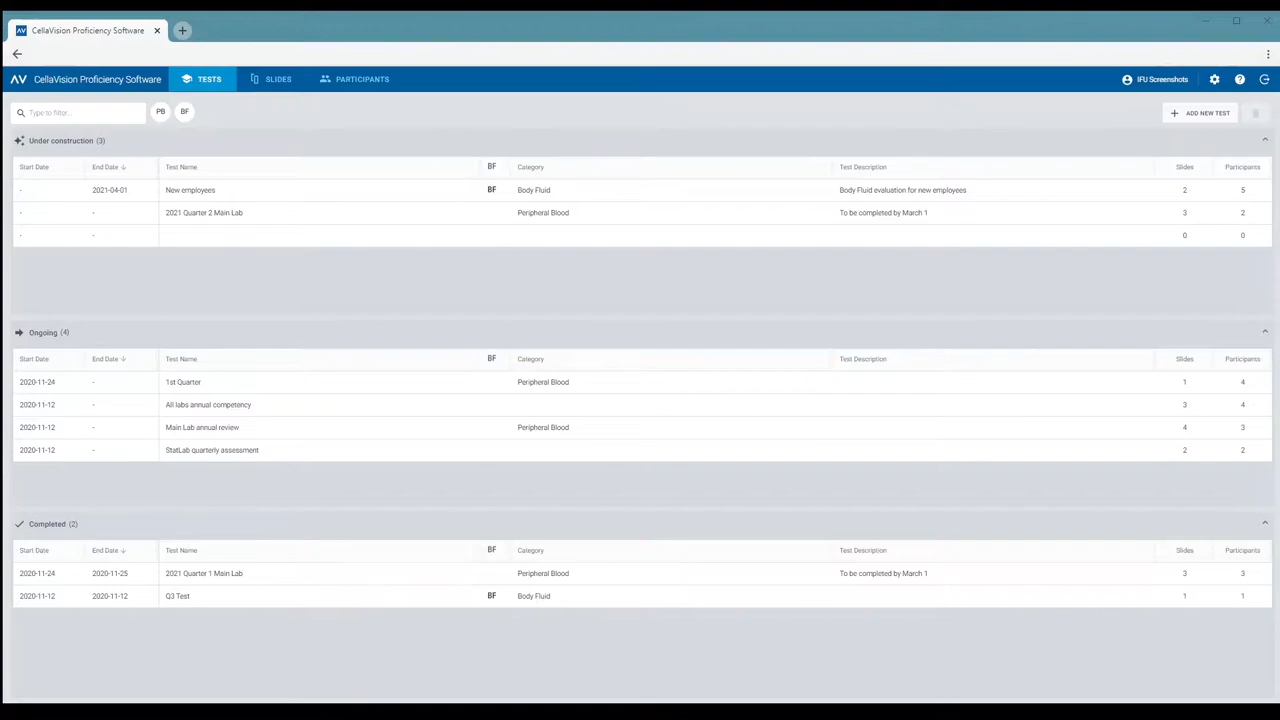 CellaVision Proficiency Software
CellaVision Proficiency Software TESTS SLIDES PARTICIPANTS IFU Screenshots
Type to filter... PB BF ADD NEW TEST
Under construction (3)
Start Date End Date Test Name BF Category Test Description Slides Participants
- 2021-04-01 New employees BF Body Fluid Body Fluid evaluation for new employees 2 5
- - 2021 Quarter 2 Main Lab Peripheral Blood To be completed by March 1 3 2
- - 0 0
Ongoing (4)
Start Date End Date Test Name BF Category Test Description Slides Participants
2020-11-24 - 1st Quarter Peripheral Blood 1 4
2020-11-12 - All labs annual competency 3 4
2020-11-12 - Main Lab annual review Peripheral Blood 4 3
2020-11-12 - StatLab quarterly assessment 2 2
Completed (2)
Start Date End Date Test Name BF Category Test Description Slides Participants
2020-11-24 2020-11-25 2021 Quarter 1 Main Lab Peripheral Blood To be completed by March 1 3 3
2020-11-12 2020-11-12 Q3 Test BF Body Fluid 1 1